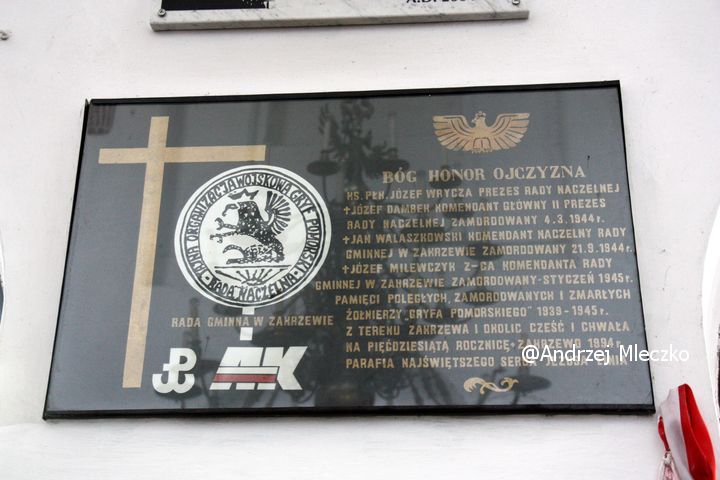 BÓG HONOR OJCZYZNA
KS. PŁK. JÓZEF WRYCZA PREZES RADY NACZELNEJ
✝JÓZEF DAMBEK KOMENDANT GŁÓWNY II PREZES
RADY NACZELNEJ ZAMORDOWANY 4.3.1944r.
✝JAN WALASZKOWSKI KOMENDANT NACZELNY RADY
GMINNEJ W ZAKRZEWIE ZAMORDOWANY 21.9.1944r.
✝JÓZEF MILEWCZYK Z-CA KOMENDANTA RADY
GMINNEJ W ZAKRZEWIE ZAMORDOWANY-STYCZEŃ 1945r.
PAMIĘCI POLEGŁYCH, ZAMORDOWANYCH I ZMARŁYCH
ŻOŁNIERZY „GRYFA POMORSKIEGO" 1939-1945r.
Z TERENU ZAKRZEWA I OKOLIC CZEŚĆ I CHWAŁA
NA PIĘĆDZIESIĄTĄ ROCZNICĘ-ZAKRZEWO 1994r.
PARAFIA NAJŚWIĘTSZEGO SERCA JEZUSA
TAJNA ORGANIZACJA WOJSKOWA GRYF POMORSKI
RADA NACZELNA
RADA GMINNA W ZAKRZEWIE
AK
@Andrzej Mleczko